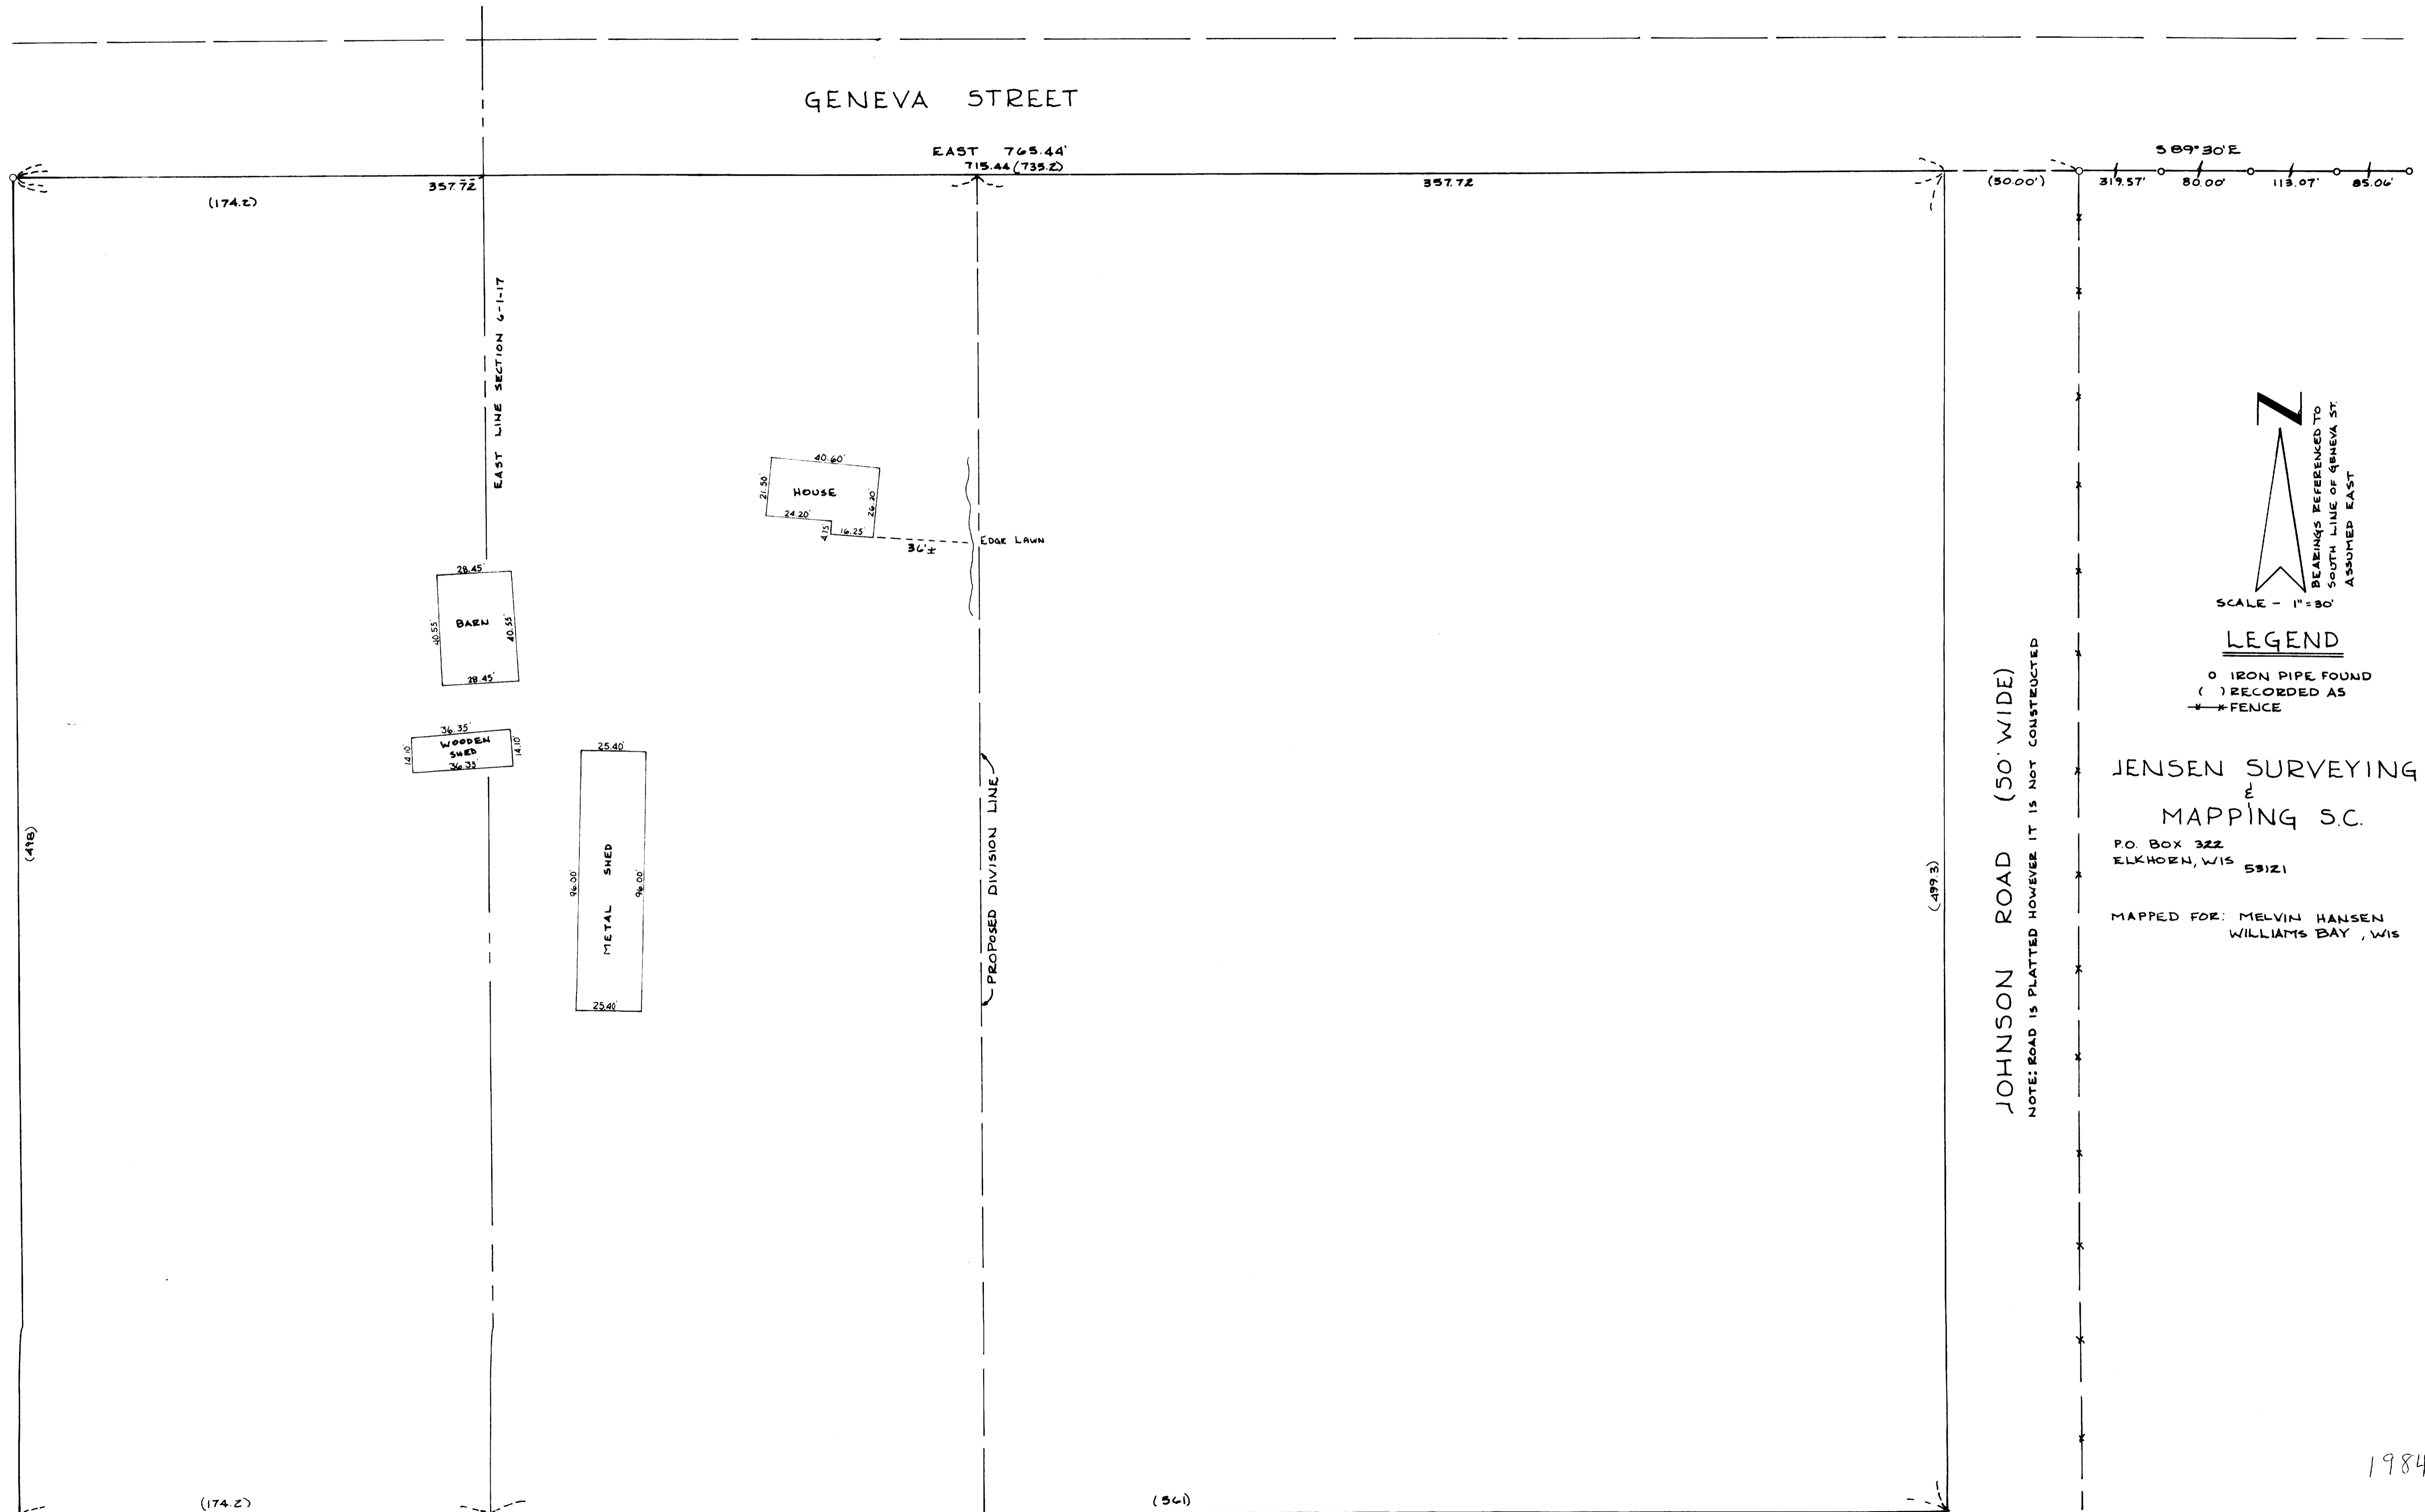 GENEVA STREET
EAST 765.44'
715.44 (735.2)
S 89°30'E
357.72
357.72
(50.00')
319.57'
80.00'
113.07'
85.06'
(174.2)
EAST LINE SECTION 6-1-17
40.60'
21.50'
HOUSE
26.20'
24.20'
4.75'
16.25'
36'±
EDGE LAWN
28.45'
40.55'
BARN
40.55'
28.45'
36.35'
14.10'
WOODEN
SHED
14.10'
36.35'
25.40'
96.00'
METAL SHED
96.00'
25.40'
PROPOSED DIVISION LINE
(498)
(499.3)
JOHNSON ROAD (50' WIDE)
NOTE: ROAD IS PLATTED HOWEVER IT IS NOT CONSTRUCTED
N
BEARINGS REFERENCED TO
SOUTH LINE OF GENEVA ST.
ASSUMED EAST
SCALE - 1"=30'
LEGEND
O IRON PIPE FOUND
( ) RECORDED AS
x x FENCE
JENSEN SURVEYING
&
MAPPING S.C.
P.O. BOX 322
ELKHORN, WIS 53121
MAPPED FOR: MELVIN HANSEN
WILLIAMS BAY, WIS
(174.2)
(561)
1984